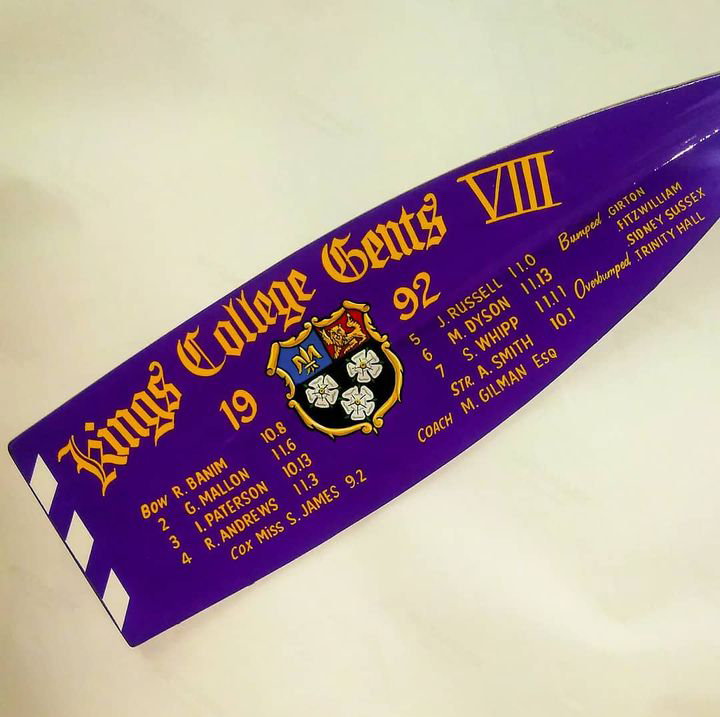 Kings College Gents VIII
19 92
BOW R. BANIM 10.8
2 G. MALLON 11.6
3 I. PATERSON 10.13
4 R. ANDREWS 11.3
COX MISS S. JAMES 9.2
5 J. RUSSELL 11.0
6 M. DYSON 11.13
7 S. WHIPP 11.11
STR. A. SMITH 10.1
COACH M. GILMAN ESQ
Bumped GIRTON
FITZWILLIAM
SIDNEY SUSSEX
Overbumped TRINITY HALL